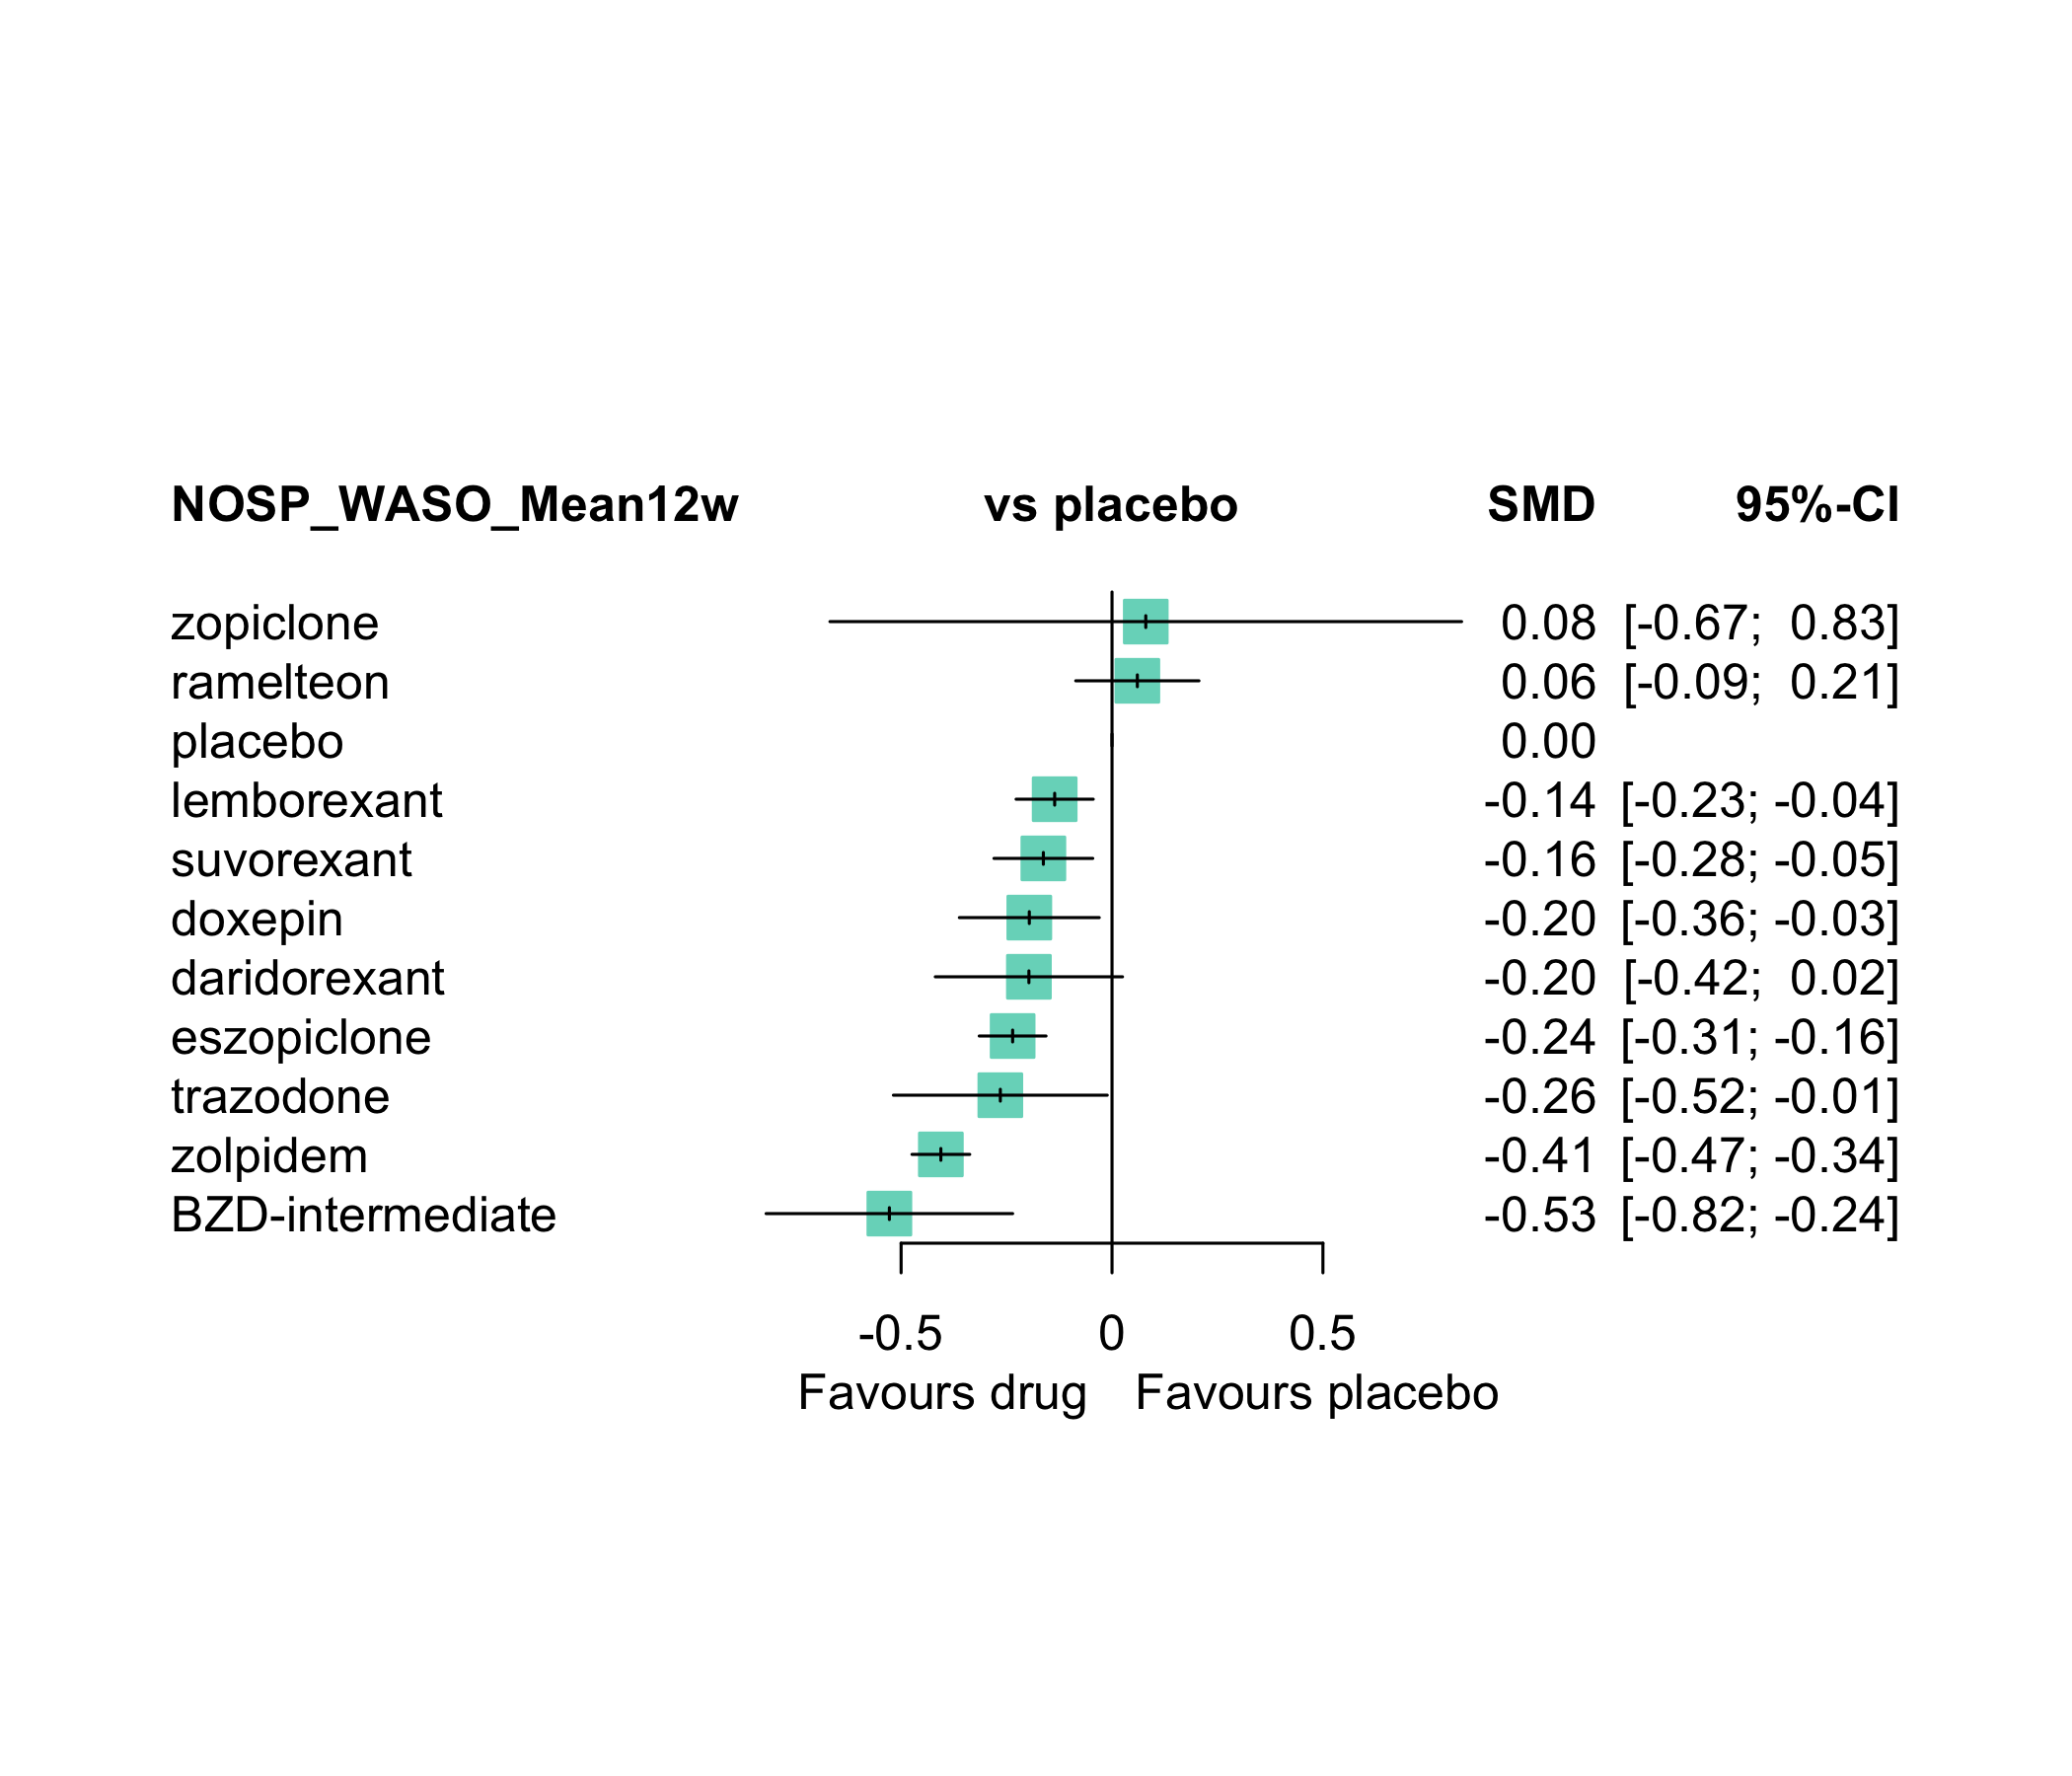 NOSP_WASO_Mean12w vs placebo SMD 95%-CI
zopiclone 0.08 [-0.67; 0.83]
ramelteon 0.06 [-0.09; 0.21]
placebo 0.00
lemborexant -0.14 [-0.23; -0.04]
suvorexant -0.16 [-0.28; -0.05]
doxepin -0.20 [-0.36; -0.03]
daridorexant -0.20 [-0.42; 0.02]
eszopiclone -0.24 [-0.31; -0.16]
trazodone -0.26 [-0.52; -0.01]
zolpidem -0.41 [-0.47; -0.34]
BZD-intermediate -0.53 [-0.82; -0.24]
-0.5 0 0.5
Favours drug Favours placebo